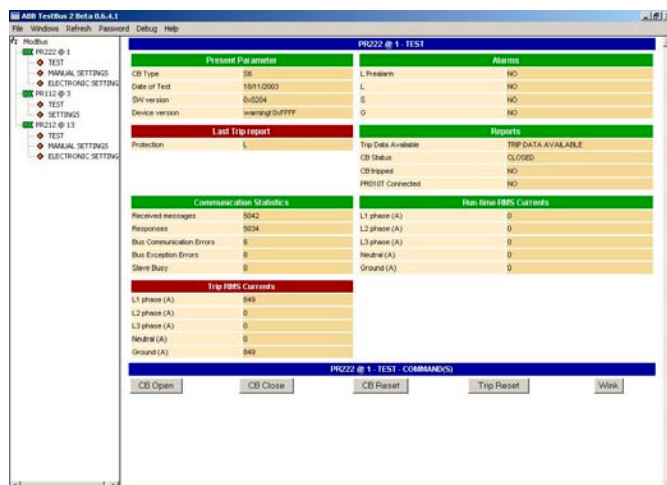 ABB TestBus 2 Beta 0.6.4.1
File Windows Refresh Password Debug Help
ModBus
PR222 @ 1
TEST
MANUAL SETTINGS
ELECTRONIC SETTING
PR112 @ 3
TEST
SETTINGS
PR212 @ 13
TEST
MANUAL SETTINGS
ELECTRONIC SETTING
PR222 @ 1 - TEST
Present Parameter
CB Type S6
Date of Test 18/11/2003
SW version 0x0204
Device version warning! 0xFFFF
Alarms
L Prealarm NO
L NO
S NO
G NO
Last Trip report
Protection L
Reports
Trip Data Available TRIP DATA AVAILABLE
CB Status CLOSED
CB tripped NO
PR010T Connected NO
Communication Statistics
Received messages 5042
Responses 5034
Bus Communication Errors 8
Bus Exception Errors 8
Slave Busy 0
Run-time RMS Currents
L1 phase (A) 0
L2 phase (A) 0
L3 phase (A) 0
Neutral (A) 0
Ground (A) 0
Trip RMS Currents
L1 phase (A) 849
L2 phase (A) 0
L3 phase (A) 0
Neutral (A) 0
Ground (A) 849
PR222 @ 1 - TEST - COMMAND(S)
CB Open CB Close CB Reset Trip Reset Wink